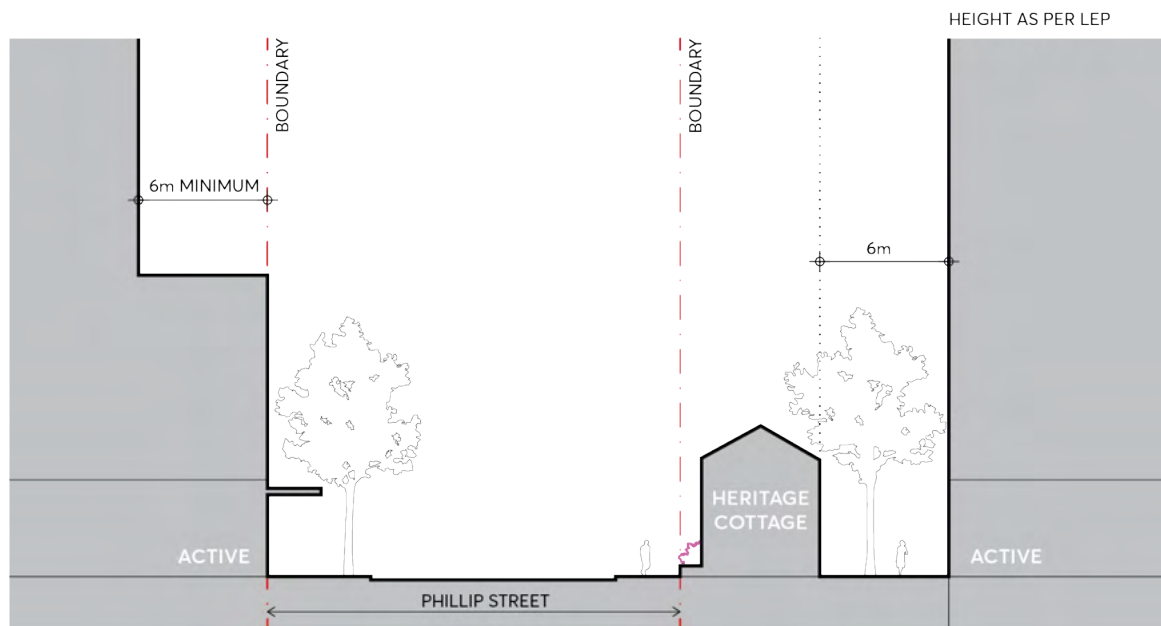 HEIGHT AS PER LEP
BOUNDARY
BOUNDARY
6m MINIMUM
6m
HERITAGE
COTTAGE
ACTIVE
ACTIVE
PHILLIP STREET